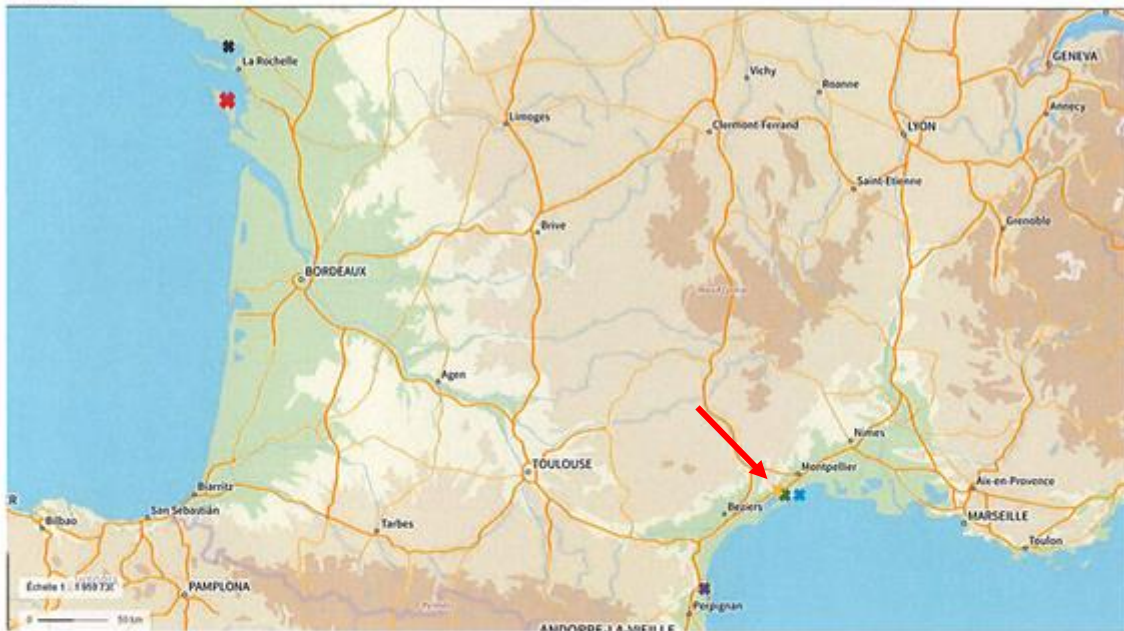 La Rochelle
GENEVA
Vichy
Roanne
Annecy
Limoges
Clermont-Ferrand
LYON
Saint-Etienne
Grenoble
Brive
BORDEAUX
Agen
Nimes
TOULOUSE
Montpellier
Aix-en-Provence
Biarritz
Beziers
San Sebastián
MARSEILLE
Bilbao
Tarbes
Toulon
Échelle 1 :
PAMPLONA
0
50 km
Perpignan
ANDORRE-LA-VIEILLE